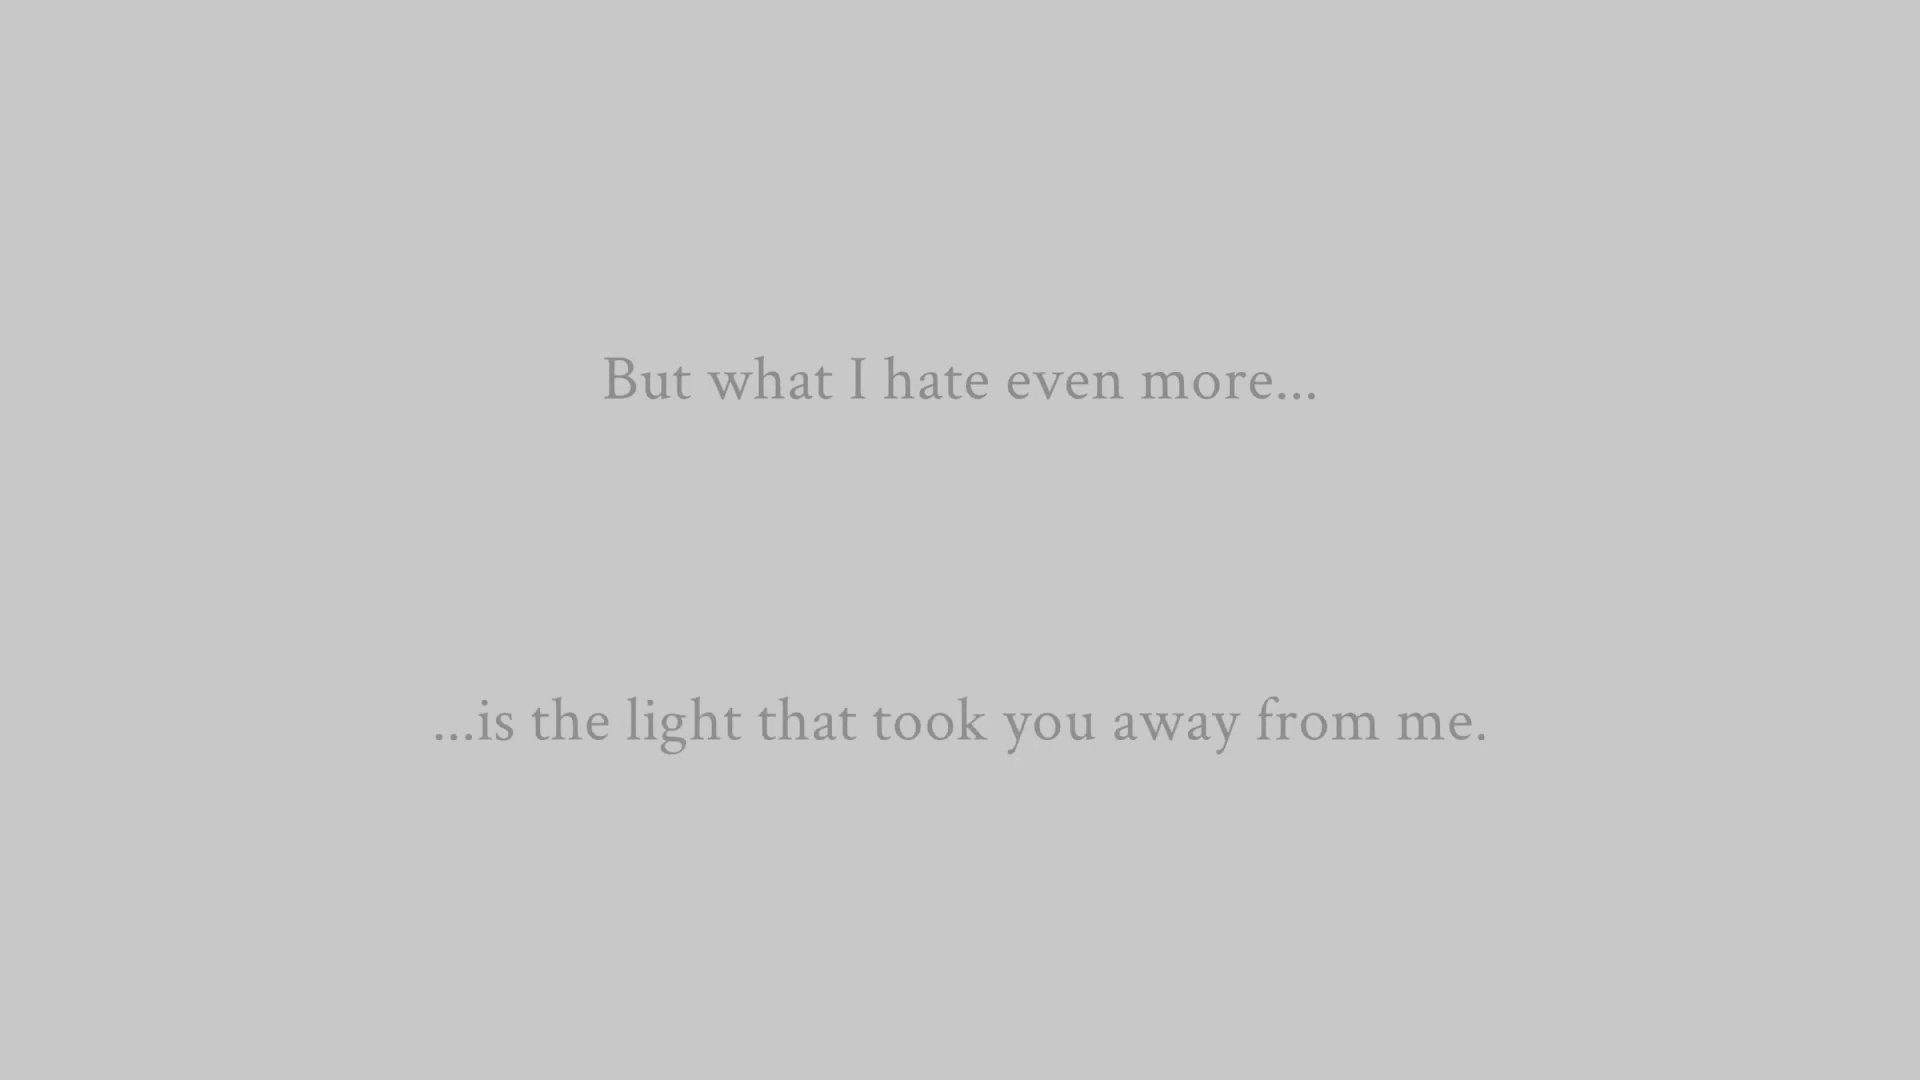 But what I hate even more...
...is the light that took you away from me.